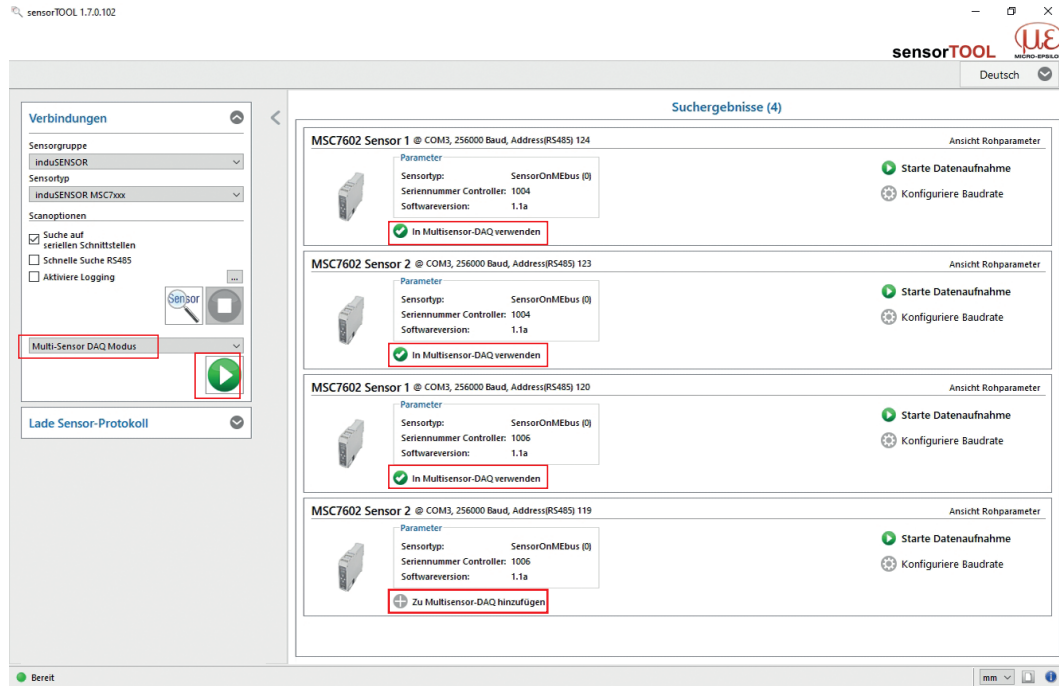 sensorTOOL 1.7.0.102
sensorTOOL
MICRO-EPSILO
Deutsch
Verbindungen
Sensorgruppe
induSENSOR
Sensortyp
induSENSOR MSC7xxx
Scanoptionen
Suche auf
seriellen Schnittstellen
Schnelle Suche RS485
Aktiviere Logging
...
Sensor
Multi-Sensor DAQ Modus
Lade Sensor-Protokoll
Suchergebnisse (4)
MSC7602 Sensor 1 @ COM3, 256000 Baud, Address(RS485) 124
Ansicht Rohparameter
Parameter
Sensortyp: SensorOnMEbus (0)
Seriennummer Controller: 1004
Softwareversion: 1.1a
In Multisensor-DAQ verwenden
Starte Datenaufnahme
Konfiguriere Baudrate
MSC7602 Sensor 2 @ COM3, 256000 Baud, Address(RS485) 123
Ansicht Rohparameter
Parameter
Sensortyp: SensorOnMEbus (0)
Seriennummer Controller: 1004
Softwareversion: 1.1a
In Multisensor-DAQ verwenden
Starte Datenaufnahme
Konfiguriere Baudrate
MSC7602 Sensor 1 @ COM3, 256000 Baud, Address(RS485) 120
Ansicht Rohparameter
Parameter
Sensortyp: SensorOnMEbus (0)
Seriennummer Controller: 1006
Softwareversion: 1.1a
In Multisensor-DAQ verwenden
Starte Datenaufnahme
Konfiguriere Baudrate
MSC7602 Sensor 2 @ COM3, 256000 Baud, Address(RS485) 119
Ansicht Rohparameter
Parameter
Sensortyp: SensorOnMEbus (0)
Seriennummer Controller: 1006
Softwareversion: 1.1a
Zu Multisensor-DAQ hinzufügen
Starte Datenaufnahme
Konfiguriere Baudrate
Bereit
mm